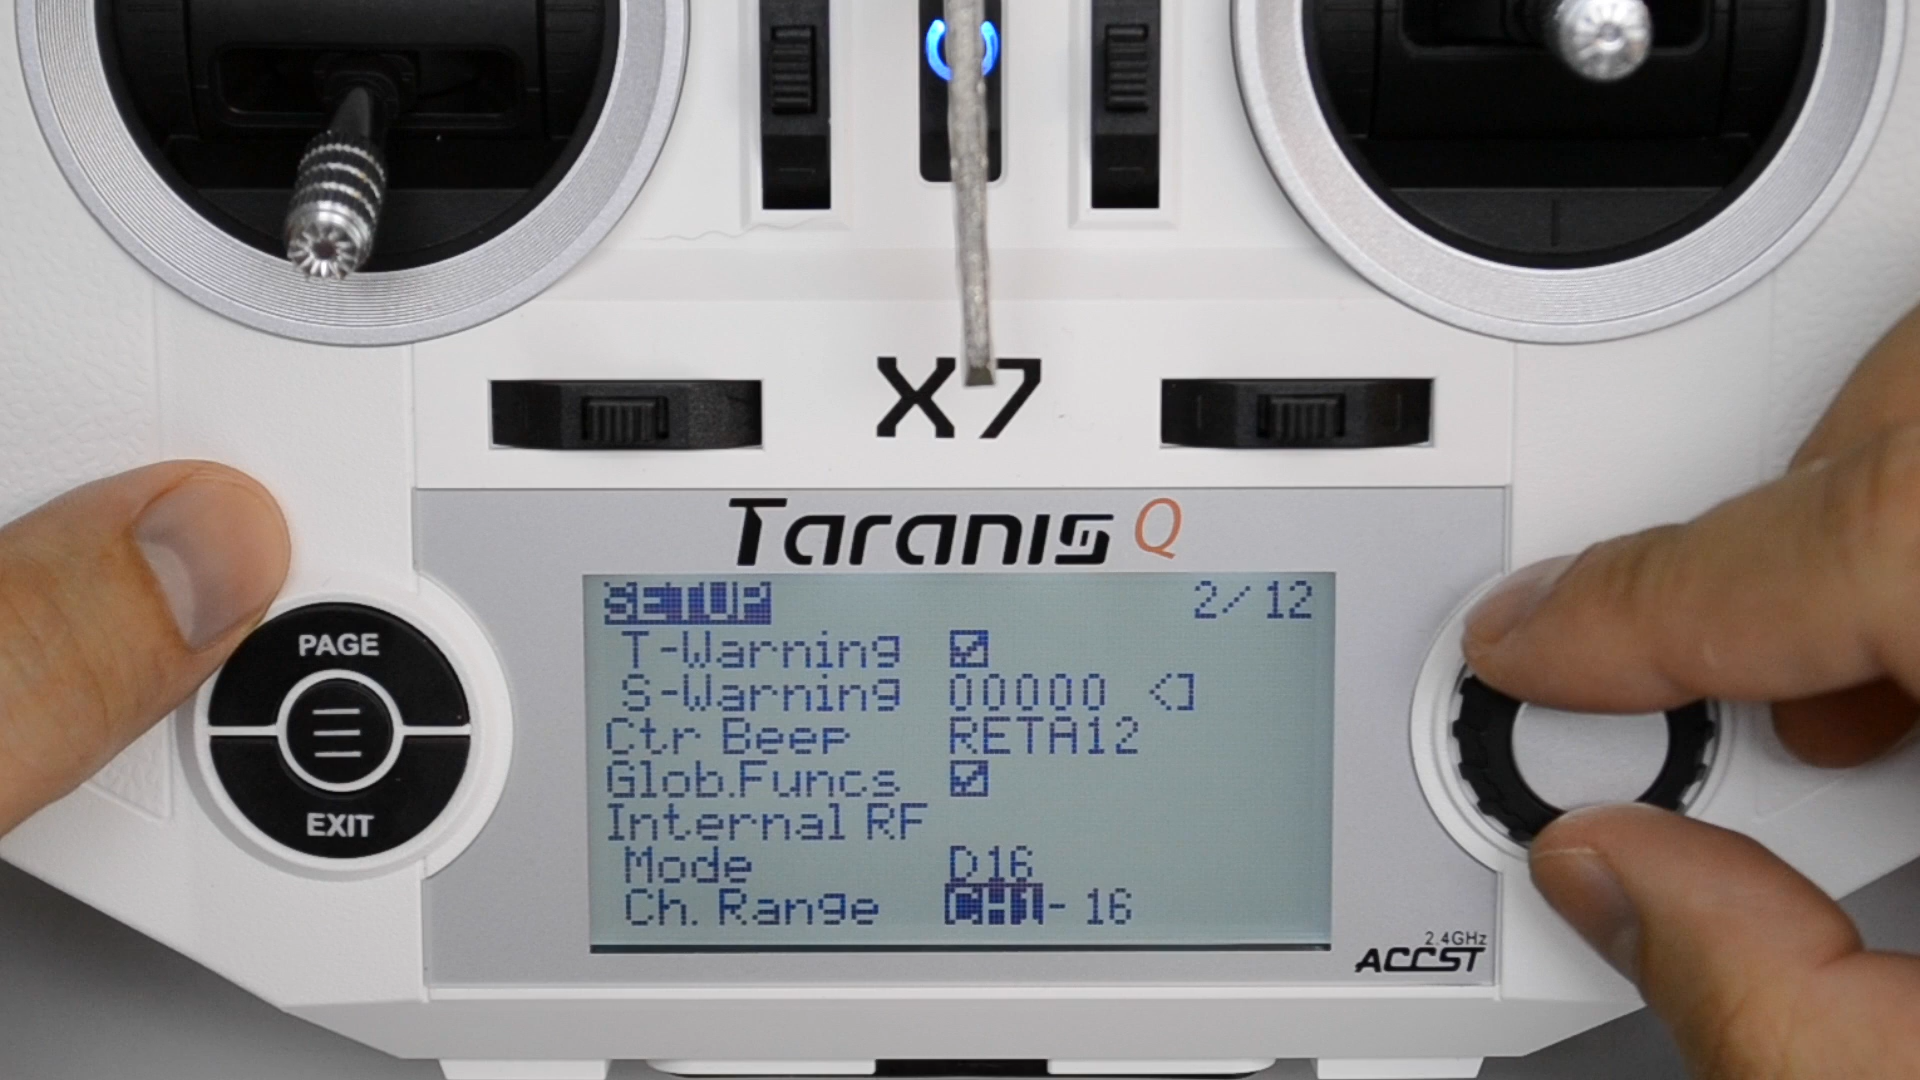 X7
Taranis Q
SETUP 2/12
T-Warning
S-Warning 00000 <]
Ctr Beep RETA12
Glob.Funcs
Internal RF
Mode D16
Ch. Range CH1- 16
PAGE
EXIT
2.4GHz
ACCST